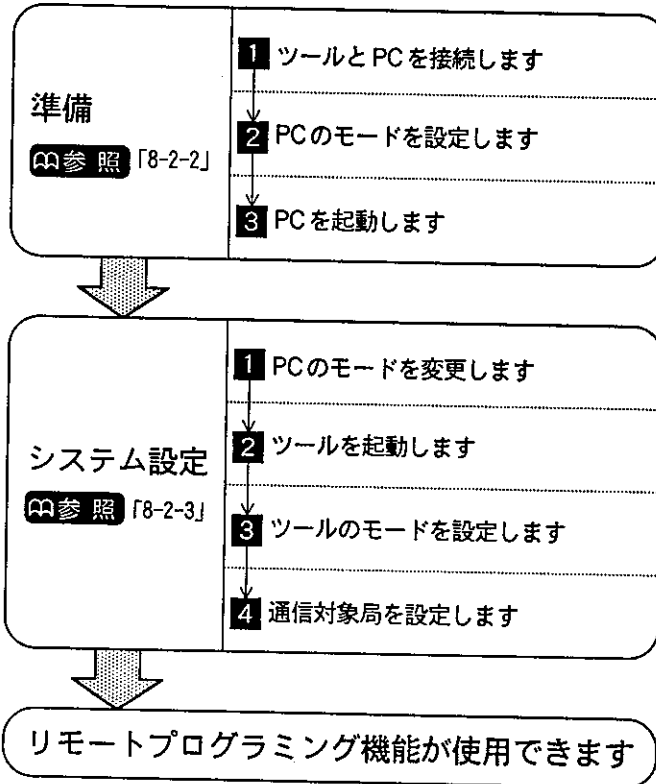 準備
参 照 「8-2-2」
1 ツールとPCを接続します
2 PCのモードを設定します
3 PCを起動します
システム設定
参 照 「8-2-3」
1 PCのモードを変更します
2 ツールを起動します
3 ツールのモードを設定します
4 通信対象局を設定します
リモートプログラミング機能が使用できます